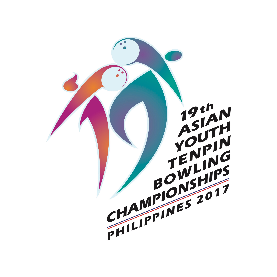 19th
ASIAN
YOUTH
TENPIN
BOWLING
CHAMPIONSHIPS
PHILIPPINES 2017